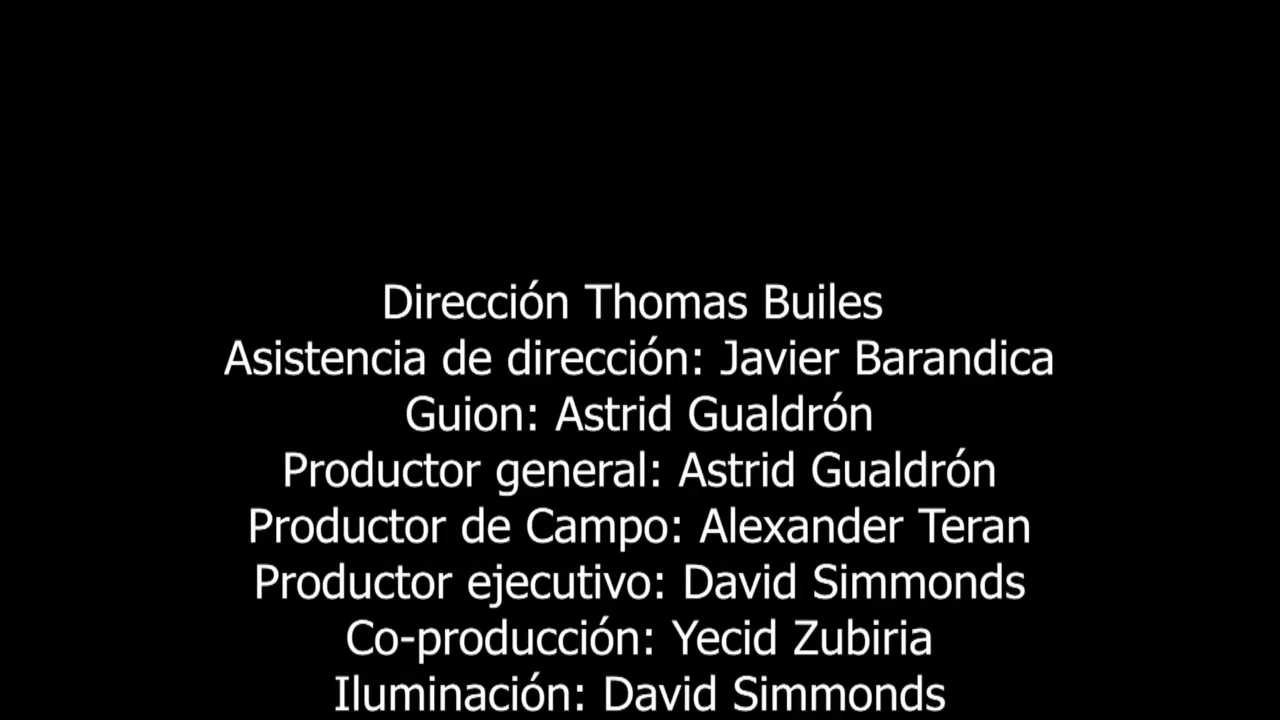 Dirección Thomas Builes
Asistencia de dirección: Javier Barandica
Guion: Astrid Gualdrón
Productor general: Astrid Gualdrón
Productor de Campo: Alexander Teran
Productor ejecutivo: David Simmonds
Co-producción: Yecid Zubiria
Iluminación: David Simmonds